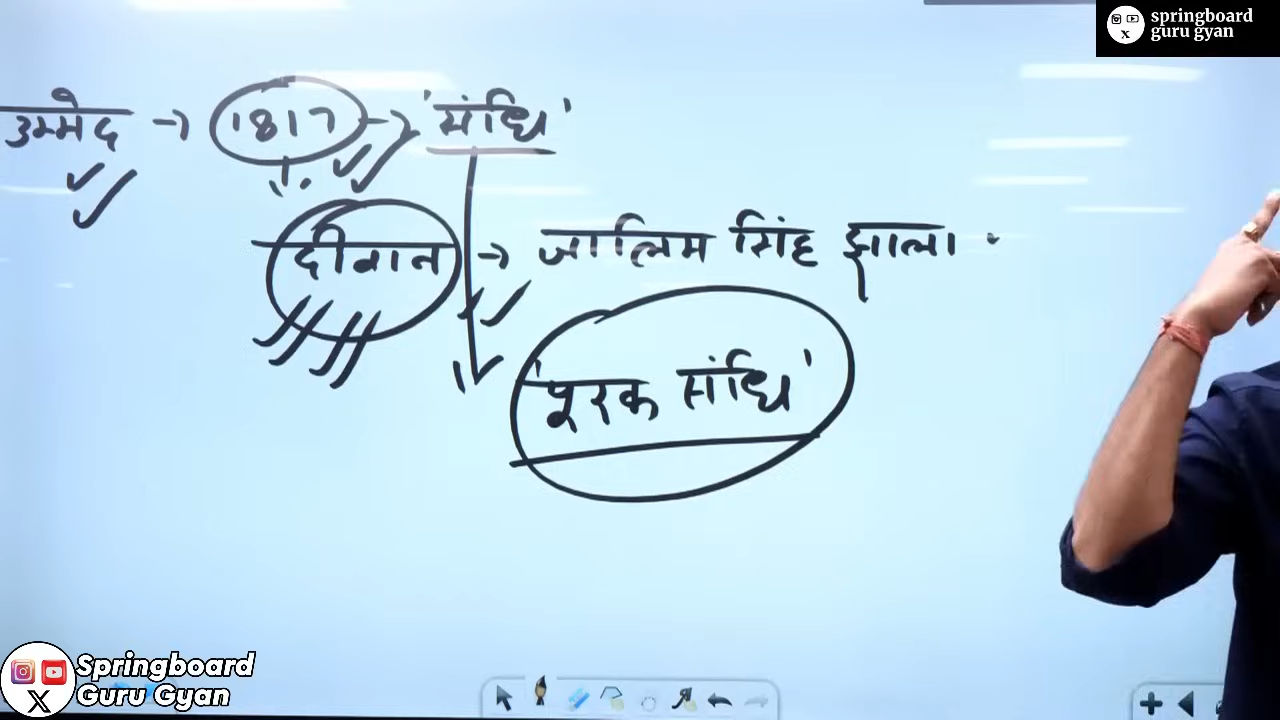 springboard
guru gyan
उम्मेद → 1817 → 'संधि'
दीवान → जालिम सिंह झाला
'पूरक संधि'
Springboard
Guru Gyan